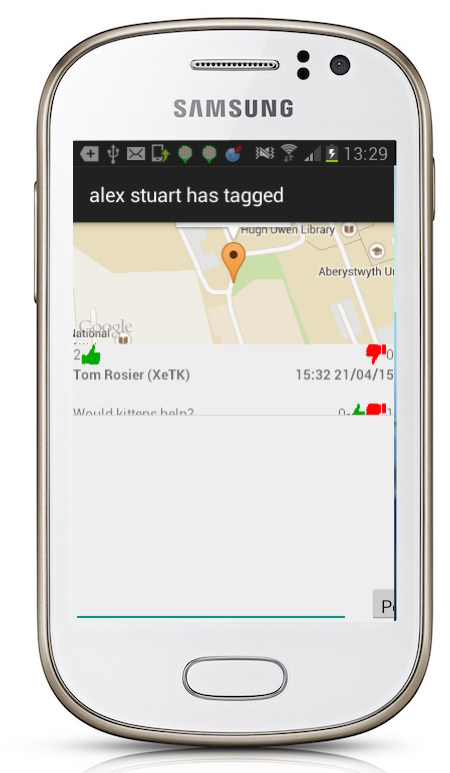 SAMSUNG
13:29
alex stuart has tagged
Hugh Owen Library
Aberystwyth Ur
Google
National
2 0
Tom Rosier (XeTK) 15:32 21/04/15
Would kittens help? 0 1
Po